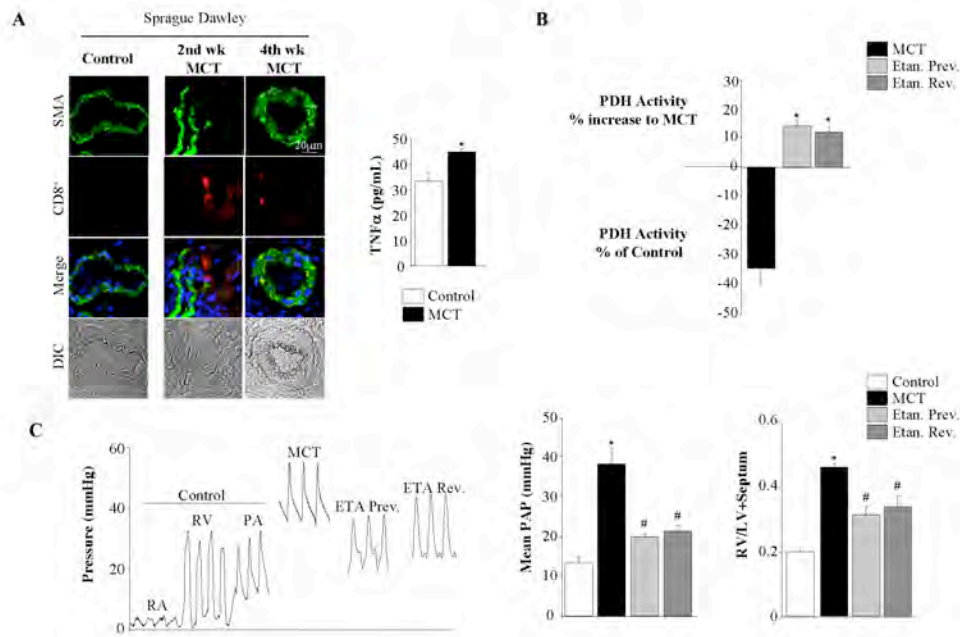 A
Sprague Dawley
Control
2nd wk
MCT
4th wk
MCT
SMA
20μm
CD8⁺
Merge
DIC
TNFα (pg/mL)
50
40
30
20
10
0
*
Control
MCT
B
MCT
Etan. Prev.
Etan. Rev.
PDH Activity
% increase to MCT
PDH Activity
% of Control
30
20
10
0
-10
-20
-30
-40
-50
* *
C
Pressure (mmHg)
60
40
20
0
Control
RA
RV
PA
MCT
ETA Prev.
ETA Rev.
Control
MCT
Etan. Prev.
Etan. Rev.
Mean PAP (mmHg)
50
40
30
20
10
0
*
# #
RV/LV+Septum
0.6
0.4
0.2
0
*
# #